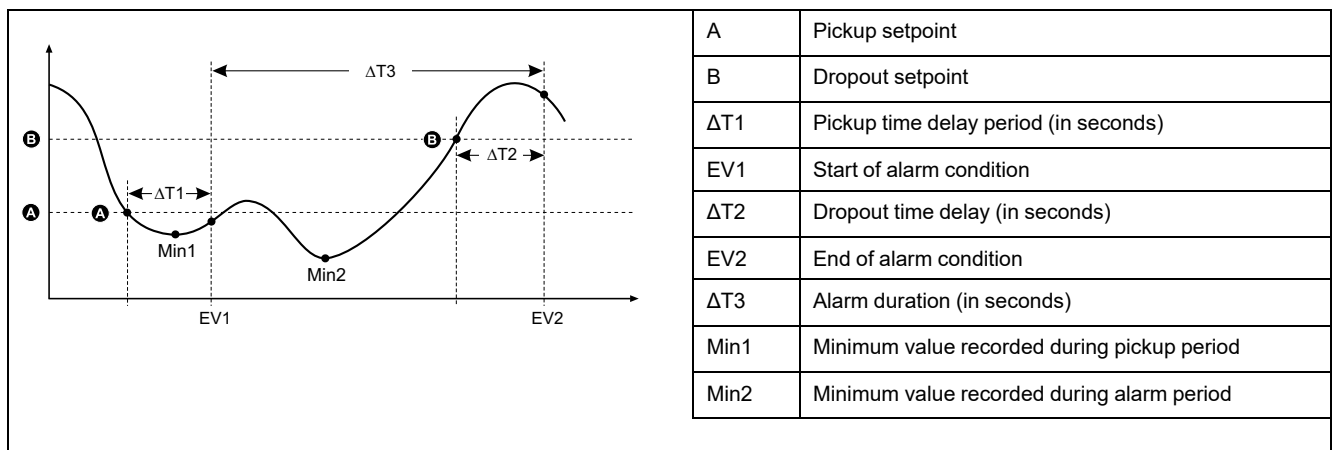 ΔT3
B
B
ΔT2
ΔT1
A
A
Min1
Min2
EV1
EV2
A Pickup setpoint
B Dropout setpoint
ΔT1 Pickup time delay period (in seconds)
EV1 Start of alarm condition
ΔT2 Dropout time delay (in seconds)
EV2 End of alarm condition
ΔT3 Alarm duration (in seconds)
Min1 Minimum value recorded during pickup period
Min2 Minimum value recorded during alarm period